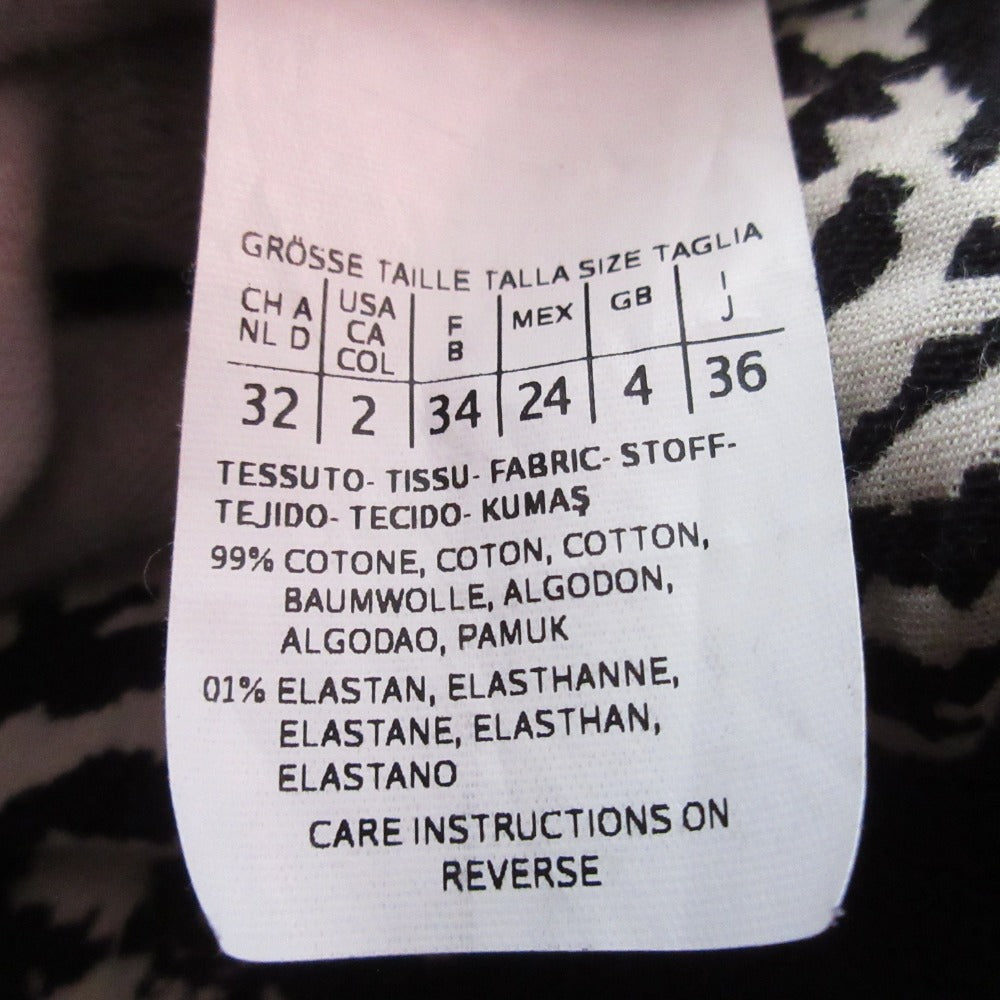 GRÖSSE TAILLE TALLA SIZE TAGLIA
CH A USA F MEX GB I
NL D CA B J
COL
32 2 34 24 4 36
TESSUTO- TISSU- FABRIC- STOFF-
TEJIDO- TECIDO- KUMAŞ
99% COTONE, COTON, COTTON,
BAUMWOLLE, ALGODON,
ALGODAO, PAMUK
01% ELASTAN, ELASTHANNE,
ELASTANE, ELASTHAN,
ELASTANO
CARE INSTRUCTIONS ON
REVERSE